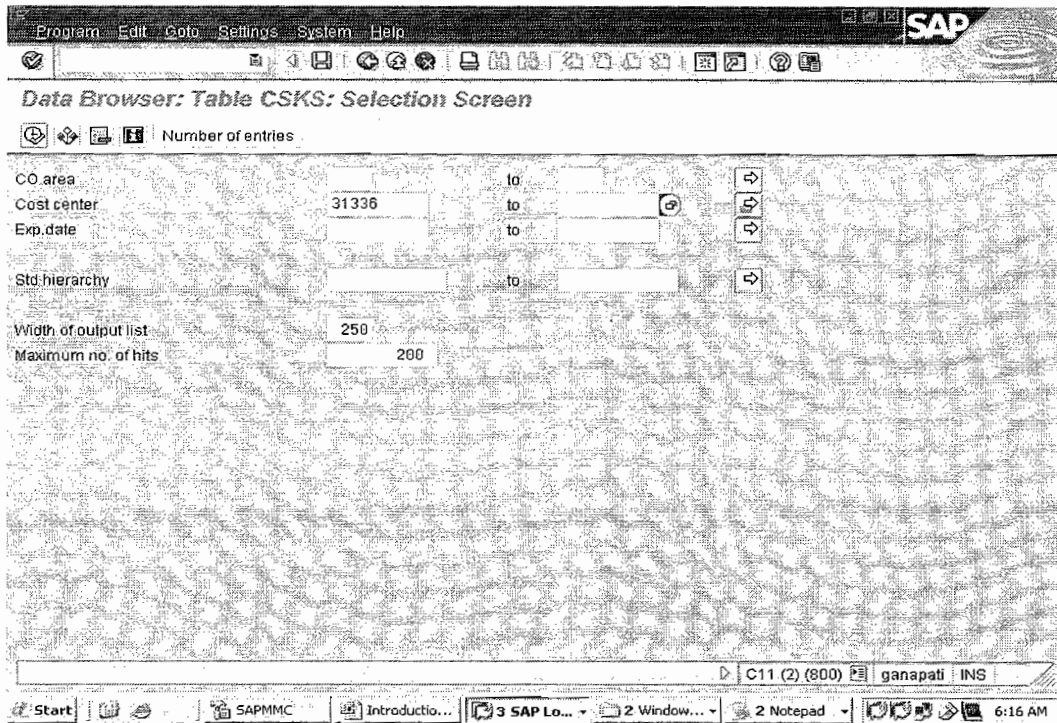 Program Edit Goto Settings System Help
SAP
Data Browser: Table CSKS: Selection Screen
Number of entries
CO area to
Cost center 31336 to
Exp.date to
Std hierarchy to
Width of output list 250
Maximum no. of hits 200
C11 (2) (800) ganapati INS
Start SAPMMC Introductio... 3 SAP Lo... 2 Window... 2 Notepad 6:16 AM